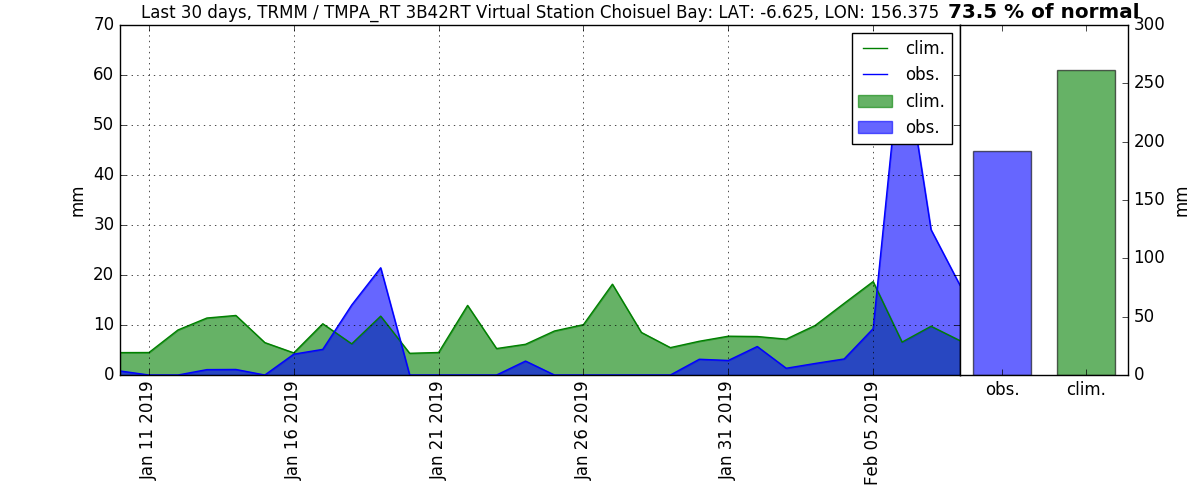 Last 30 days, TRMM / TMPA_RT 3B42RT Virtual Station Choisuel Bay: LAT: -6.625, LON: 156.375 73.5 % of normal
70
60
50
40
30
20
10
0
mm
clim.
obs.
clim.
obs.
300
250
200
150
100
50
0
mm
Jan 11 2019
Jan 16 2019
Jan 21 2019
Jan 26 2019
Jan 31 2019
Feb 05 2019
obs.
clim.